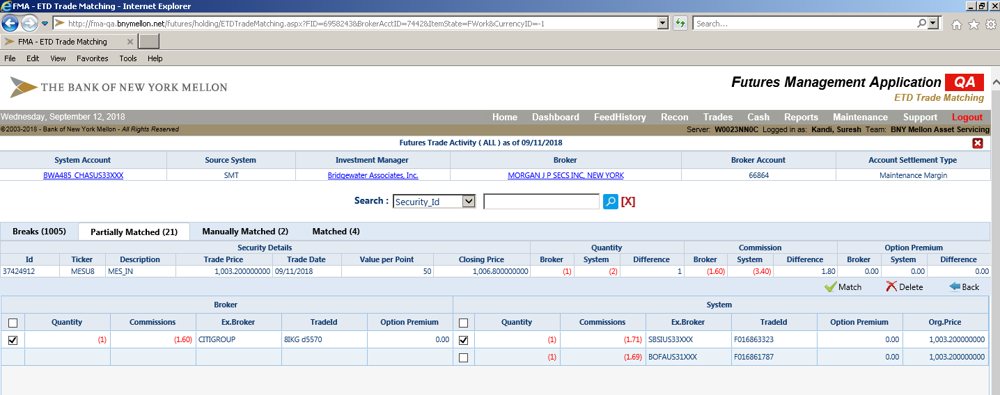 FMA - ETD Trade Matching - Internet Explorer
http://fma-qa.bnymellon.net/futures/holding/ETDTradeMatching.aspx?FID=6958243&BrokerAcctID=7442&ItemState=FWork&CurrencyID=-1 Search...
FMA - ETD Trade Matching
File Edit View Favorites Tools Help
THE BANK OF NEW YORK MELLON Futures Management Application QA
ETD Trade Matching
Wednesday, September 12, 2018 Home Dashboard FeedHistory Recon Trades Cash Reports Maintenance Support Logout
©2003-2018 - Bank of New York Mellon - All Rights Reserved Server: W0023NN0C Logged in as: Kandi, Suresh Team: BNY Mellon Asset Servicing
Futures Trade Activity ( ALL ) as of 09/11/2018
System Account Source System Investment Manager Broker Broker Account Account Settlement Type
BWA485_CHASUS33XXX SMT Bridgewater Associates, Inc. MORGAN J P SECS INC, NEW YORK 66864 Maintenance Margin
Search : Security_Id [X]
Breaks (1005) Partially Matched (21) Manually Matched (2) Matched (4)
Security Details Quantity Commission Option Premium
Id Ticker Description Trade Price Trade Date Value per Point Closing Price Broker System Difference Broker System Difference Broker System Difference
37424912 MESU8 MES_IN 1,003.200000000 09/11/2018 50 1,006.800000000 (1) (2) 1 (1.60) (3.40) 1.80 0.00 0.00 0.00
Match Delete Back
Broker System
Quantity Commissions Ex.Broker TradeId Option Premium Quantity Commissions Ex.Broker TradeId Option Premium Org.Price
(1) (1.60) CITIGROUP 8IKG d5570 0.00 (1) (1.71) SBSIUS33XXX F016863323 0.00 1,003.200000000
(1) (1.69) BOFAUS31XXX F016861787 0.00 1,003.200000000